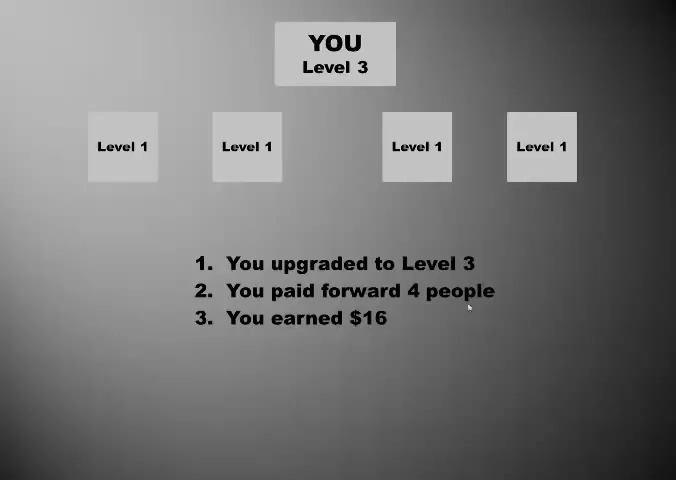 YOU
Level 3
Level 1 Level 1 Level 1 Level 1
1. You upgraded to Level 3
2. You paid forward 4 people
3. You earned $16